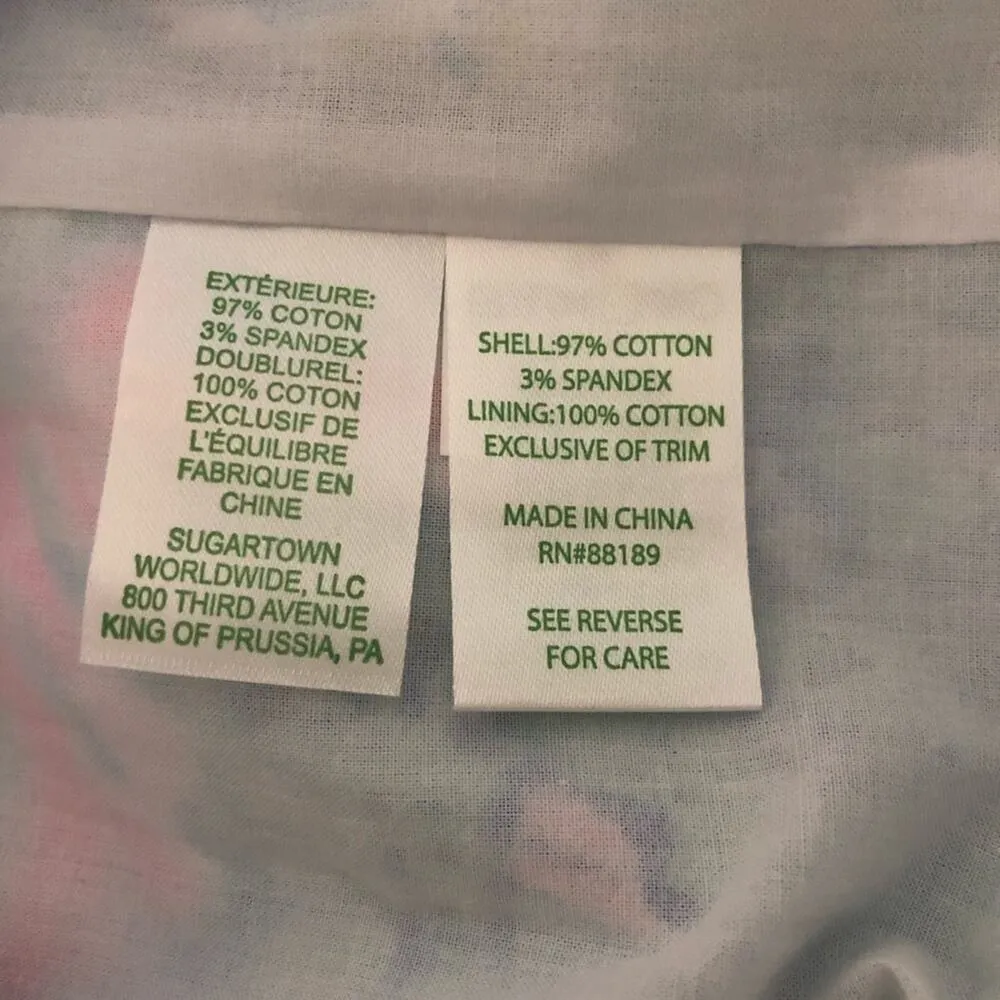 EXTÉRIEURE:
97% COTON
3% SPANDEX
DOUBLUREL:
100% COTON
EXCLUSIF DE
L'ÉQUILIBRE
FABRIQUE EN
CHINE
SUGARTOWN
WORLDWIDE, LLC
800 THIRD AVENUE
KING OF PRUSSIA, PA
SHELL:97% COTTON
3% SPANDEX
LINING:100% COTTON
EXCLUSIVE OF TRIM
MADE IN CHINA
RN#88189
SEE REVERSE
FOR CARE